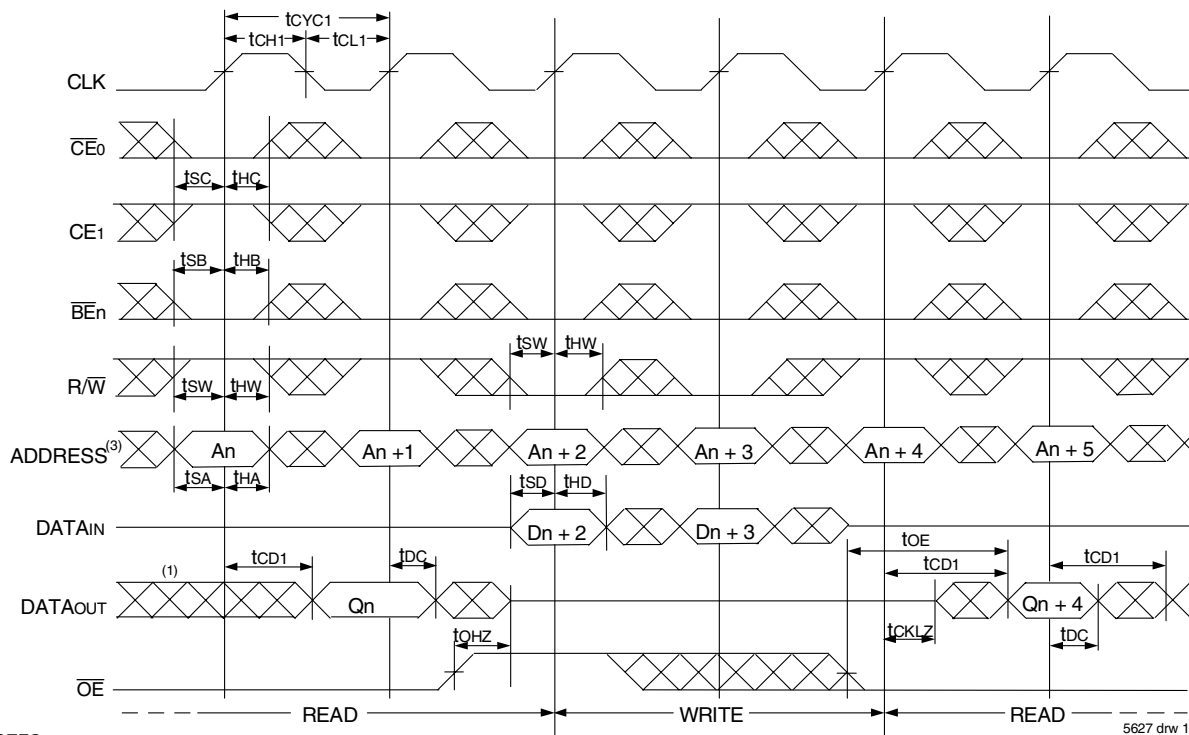 tCYC1
tCH1 tCL1
CLK
CE0
tSC tHC
CE1
tSB tHB
BEn
tSW tHW
R/W
tSW tHW
ADDRESS(3) An An +1 An + 2 An + 3 An + 4 An + 5
tSA tHA
tSD tHD
DATAIN Dn + 2 Dn + 3
tOE
(1) tCD1 tDC tCD1 tCD1
DATAOUT Qn Qn + 4
tOHZ tCKLZ tDC
OE
READ WRITE READ
5627 drw 1